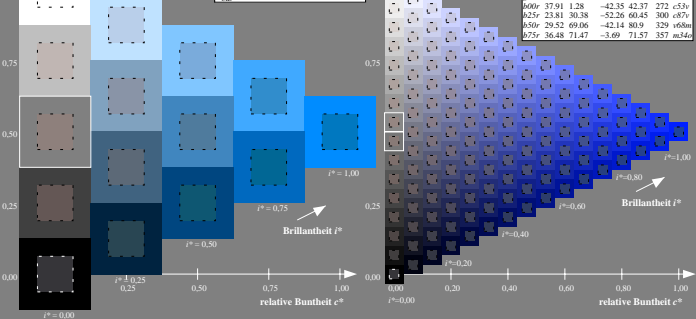 b00r 37.91 1.28 -42.35 42.37 272 c53v
b25r 23.81 30.38 -52.26 60.45 300 c87v
b50r 29.52 69.06 -42.14 80.9 329 v68m
b75r 36.48 71.47 -3.69 71.57 357 m34o
0,75
0,50
0,25
0,00
i* = 1,00
i* = 0,75
i* = 0,50
i* = 0,25
i* = 0,00
Brillantheit i*
0,25 0,50 0,75 1,00
relative Buntheit c*
0,75
0,50
0,25
0,00
i*=1,00
i*=0,80
i*=0,60
i*=0,40
i*=0,20
i*=0,00
Brillantheit i*
0,00 0,20 0,40 0,60 0,80 1,00
relative Buntheit c*